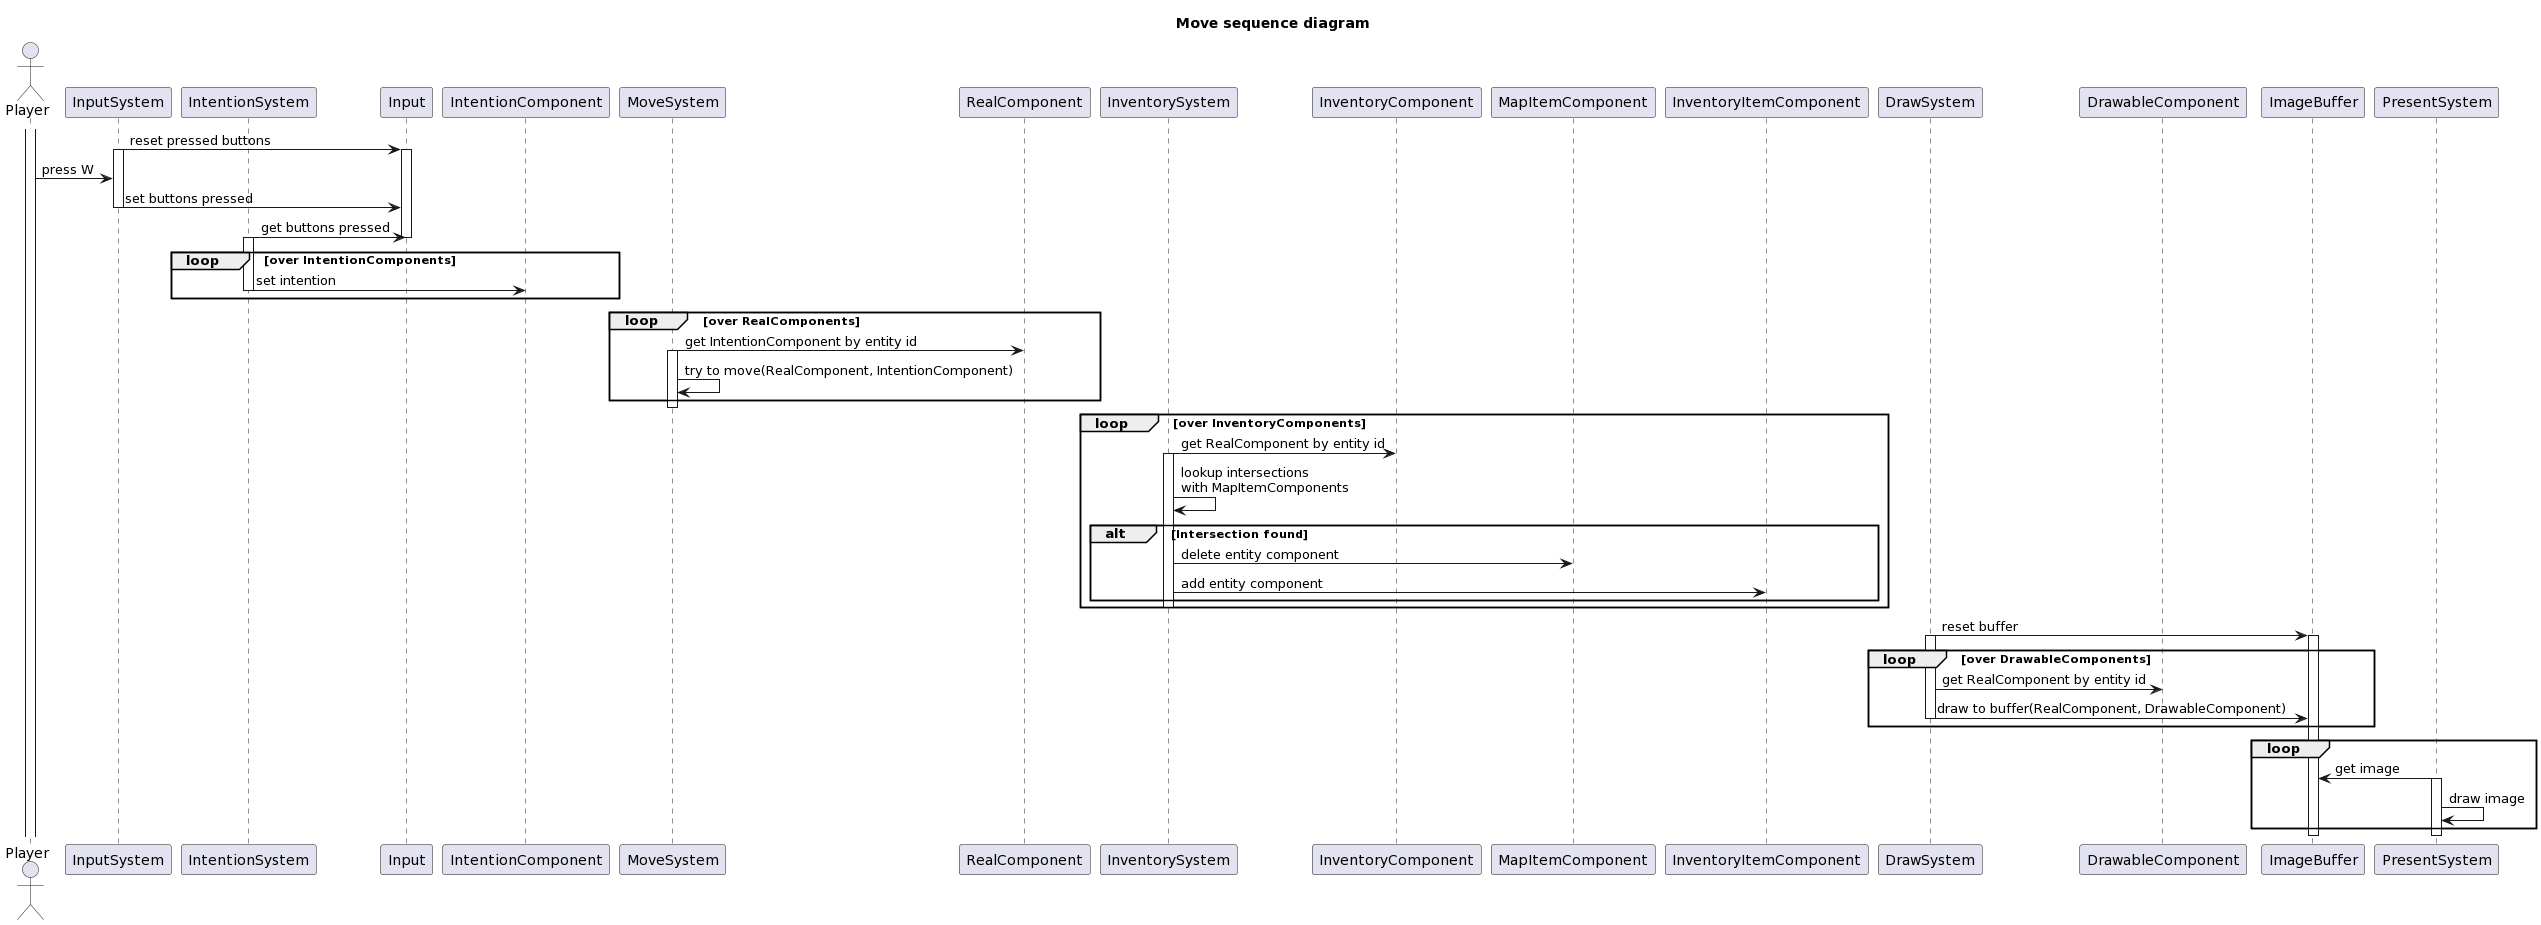 Move sequence diagram
Player
InputSystem
IntentionSystem
Input
IntentionComponent
MoveSystem
RealComponent
InventorySystem
InventoryComponent
MapItemComponent
InventoryItemComponent
DrawSystem
DrawableComponent
ImageBuffer
PresentSystem
reset pressed buttons
press W
set buttons pressed
get buttons pressed
loop
[over IntentionComponents]
set intention
loop
[over RealComponents]
get IntentionComponent by entity id
try to move(RealComponent, IntentionComponent)
loop
[over InventoryComponents]
get RealComponent by entity id
lookup intersections
with MapItemComponents
alt
[Intersection found]
delete entity component
add entity component
reset buffer
loop
[over DrawableComponents]
get RealComponent by entity id
draw to buffer(RealComponent, DrawableComponent)
loop
get image
draw image
Player
InputSystem
IntentionSystem
Input
IntentionComponent
MoveSystem
RealComponent
InventorySystem
InventoryComponent
MapItemComponent
InventoryItemComponent
DrawSystem
DrawableComponent
ImageBuffer
PresentSystem